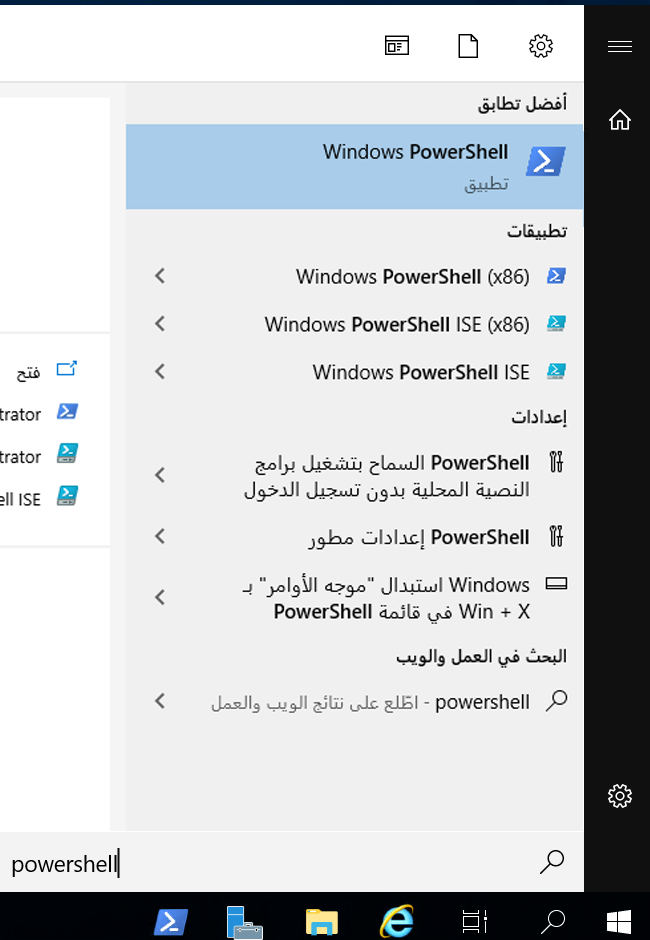 أفضل تطابق
Windows PowerShell
تطبيق
تطبيقات
Windows PowerShell (x86)
Windows PowerShell ISE (x86)
Windows PowerShell ISE
إعدادات
PowerShell السماح بتشغيل برامج
النصية المحلية بدون تسجيل الدخول
PowerShell إعدادات مطور
Windows استبدال "موجه الأوامر" بـ
Win + X في قائمة PowerShell
البحث في العمل والويب
powershell - اطّلع على نتائج الويب والعمل
فتح
trator
trator
ell ISE
powershell